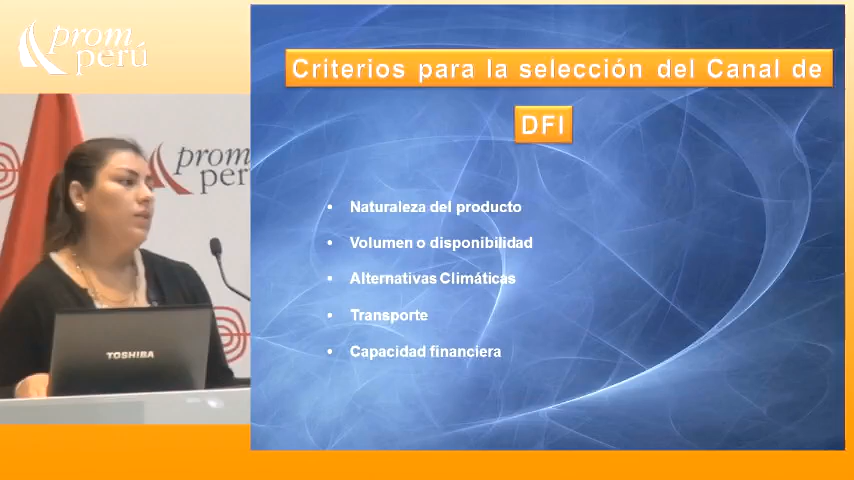 prom
perú
prom
per
Criterios para la selección del Canal de
DFI
• Naturaleza del producto
• Volumen o disponibilidad
• Alternativas Climáticas
• Transporte
• Capacidad financiera
TOSHIBA